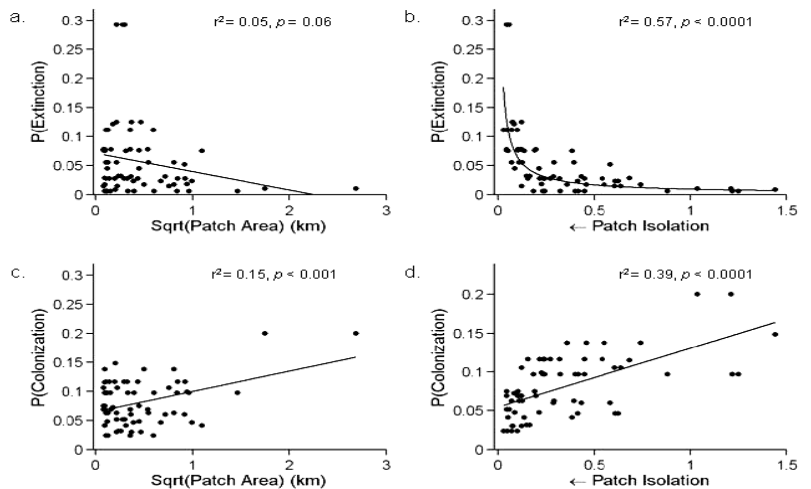 a.
r² = 0.05, p = 0.06
P(Extinction)
0.3
0.25
0.2
0.15
0.1
0.05
0
0
1
2
3
Sqrt(Patch Area) (km)
b.
r² = 0.57, p < 0.0001
P(Extinction)
0.3
0.25
0.2
0.15
0.1
0.05
0
0
0.5
1
1.5
← Patch Isolation
c.
r² = 0.15, p < 0.001
P(Colonization)
0.3
0.25
0.2
0.15
0.1
0.05
0
0
1
2
3
Sqrt(Patch Area) (km)
d.
r² = 0.39, p < 0.0001
P(Colonization)
0.2
0.15
0.1
0.05
0
0
0.5
1
1.5
← Patch Isolation